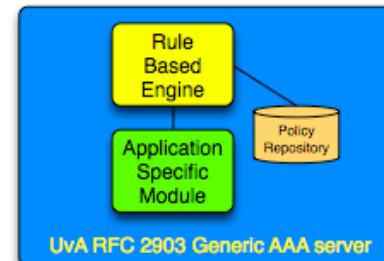 Rule
Based
Engine
Policy
Repository
Application
Specific
Module
UvA RFC 2903 Generic AAA server